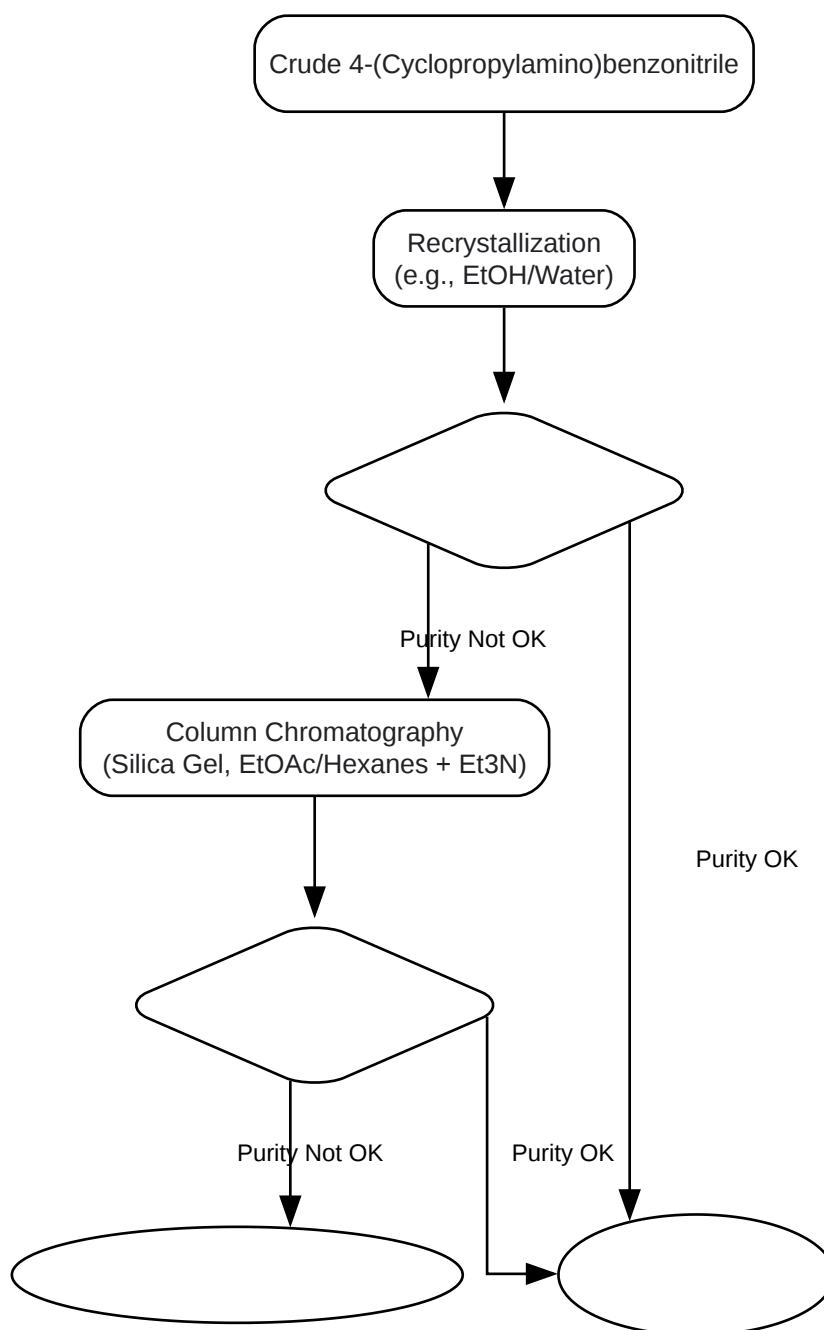 Crude 4-(Cyclopropylamino)benzonitrile
Recrystallization
(e.g., EtOH/Water)
Purity Not OK
Column Chromatography
(Silica Gel, EtOAc/Hexanes + Et3N)
Purity OK
Purity Not OK
Purity OK